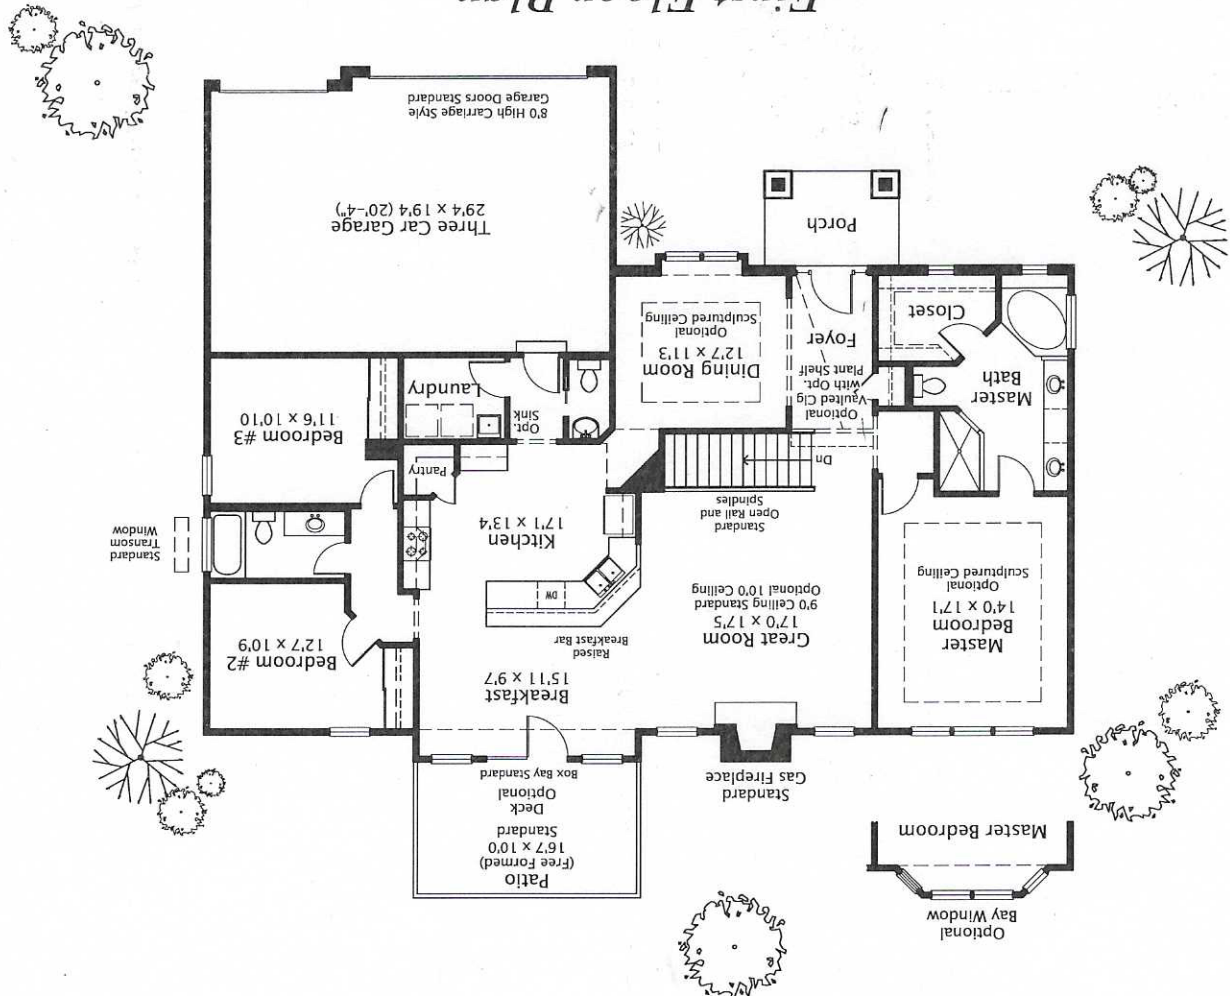 Optional
Bay Window
Master Bedroom
Patio
(Free Formed)
16'7 x 10'0
Standard
Deck
Optional
Box Bay Standard
Standard
Gas Fireplace
Master
Bedroom
14'0 x 17'1
Optional
Sculptured Ceiling
Great Room
17'0 x 17'5
9'0 Ceiling Standard
Optional 10'0 Ceiling
Breakfast
15'11 x 9'7
Raised
Breakfast Bar
DW
Bedroom #2
12'7 x 10'9
Standard
Transom
Window
Standard
Open Rail and
Spindles
Kitchen
17'1 x 13'4
Pantry
Dn
Bedroom #3
11'6 x 10'10
Master
Bath
Closet
Optional
Vaulted Clg
with Opt.
Plant Shelf
Foyer
Dining Room
12'7 x 11'3
Optional
Sculptured Ceiling
Opt.
Sink
Laundry
Porch
Three Car Garage
29'4 x 19'4 (20'-4")
8'0 High Carriage Style
Garage Doors Standard
First Floor Plan